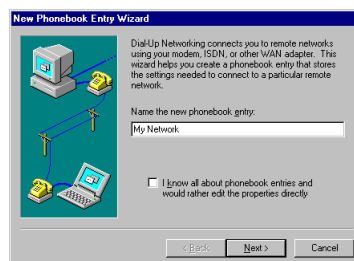 New Phonebook Entry Wizard
Dial-Up Networking connects you to remote networks
using your modem, ISDN, or other WAN adapter. This
wizard helps you create a phonebook entry that stores
the settings needed to connect to a particular remote
network.
Name the new phonebook entry:
My Network
I know all about phonebook entries and
would rather edit the properties directly
< Back
Next >
Cancel